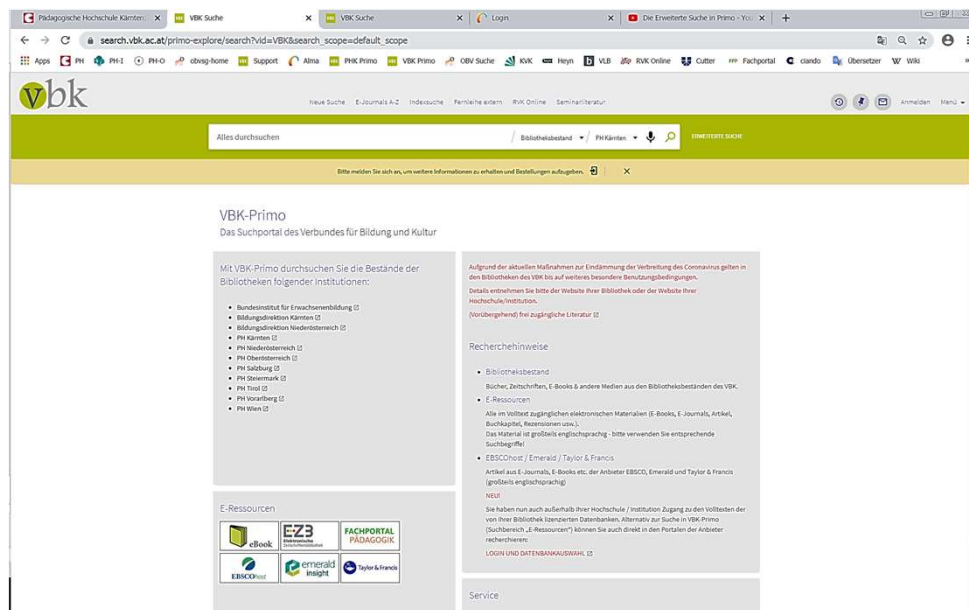 Pädagogische Hochschule Kärnten
VBK Suche
VBK Suche
Login
Die Erweiterte Suche in Primo - You
search.vbk.ac.at/primo-explore/search?vid=VBK&search_scope=default_scope
Apps PH PH-I PH-O obvsg-home Support Alma PHK Primo VBK Primo OBV Suche KVK Heyn VLB RVK Online Cutter Fachportal ciando Übersetzer Wiki
vbk
Neue Suche E-Journals A-Z Indexsuche Fernleihe extern RVK Online Seminarliteratur
Anmelden Menü
Alles durchsuchen / Bibliotheksbestand / PH Kärnten ERWEITERTE SUCHE
Bitte melden Sie sich an, um weitere Informationen zu erhalten und Bestellungen aufzugeben.
VBK-Primo
Das Suchportal des Verbundes für Bildung und Kultur
Mit VBK-Primo durchsuchen Sie die Bestände der
Bibliotheken folgender Institutionen:
Bundesinstitut für Erwachsenenbildung
Bildungsdirektion Kärnten
Bildungsdirektion Niederösterreich
PH Kärnten
PH Niederösterreich
PH Oberösterreich
PH Salzburg
PH Steiermark
PH Tirol
PH Vorarlberg
PH Wien
E-Ressourcen
eBook
EZB
Elektronische
Zeitschriftenbibliothek
FACHPORTAL
PÄDAGOGIK
EBSCOhost
emerald
insight
Taylor & Francis
Aufgrund der aktuellen Maßnahmen zur Eindämmung der Verbreitung des Coronavirus gelten in
den Bibliotheken des VBK bis auf weiteres besondere Benutzungsbedingungen.
Details entnehmen Sie bitte der Website Ihrer Bibliothek oder der Website Ihrer
Hochschule/Institution.
(Vorübergehend) frei zugängliche Literatur
Recherchehinweise
Bibliotheksbestand
Bücher, Zeitschriften, E-Books & andere Medien aus den Bibliotheksbeständen des VBK.
E-Ressourcen
Alle im Volltext zugänglichen elektronischen Materialien (E-Books, E-Journals, Artikel,
Buchkapitel, Rezensionen usw.).
Das Material ist großteils englischsprachig - bitte verwenden Sie entsprechende
Suchbegriffe!
EBSCOhost / Emerald / Taylor & Francis
Artikel aus E-Journals, E-Books etc. der Anbieter EBSCO, Emerald und Taylor & Francis
(großteils englischsprachig)
NEU!
Sie haben nun auch außerhalb Ihrer Hochschule / Institution Zugang zu den Volltexten der
von Ihrer Bibliothek lizenzierten Datenbanken. Alternativ zur Suche in VBK-Primo
(Suchbereich „E-Ressourcen“) können Sie auch direkt in den Portalen der Anbieter
recherchieren:
LOGIN UND DATENBANKAUSWAHL
Service